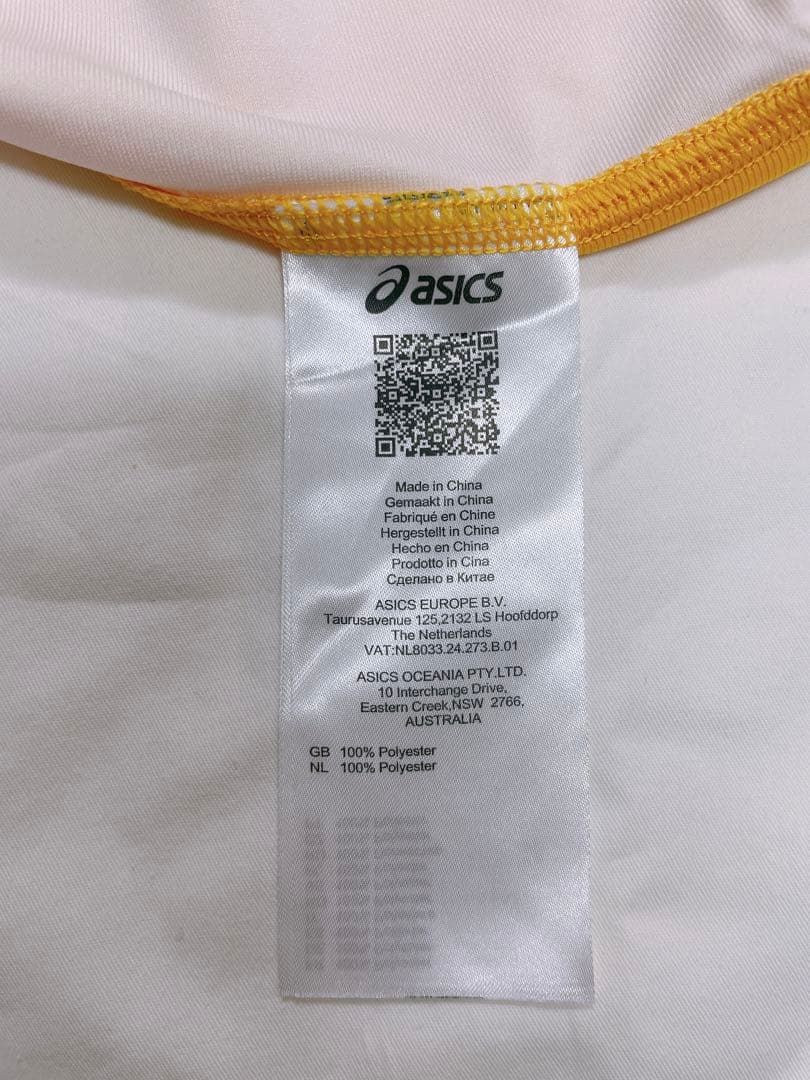 asics
Made in China
Gemaakt in China
Fabriqué en Chine
Hergestellt in China
Hecho en China
Prodotto in Cina
Сделано в Китае
ASICS EUROPE B.V.
Taurusavenue 125,2132 LS Hoofddorp
The Netherlands
VAT:NL8033.24.273.B.01
ASICS OCEANIA PTY.LTD.
10 Interchange Drive,
Eastern Creek,NSW 2766,
AUSTRALIA
GB 100% Polyester
NL 100% Polyester